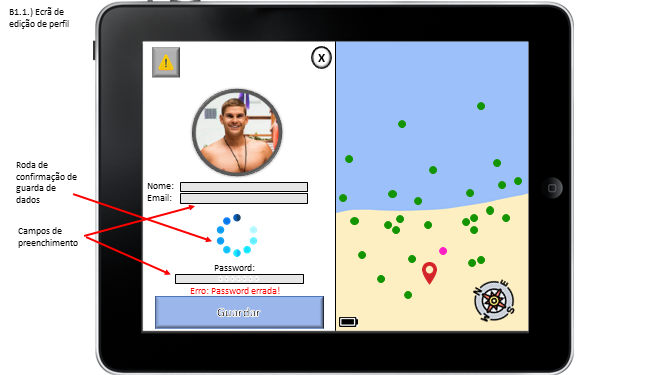 B1.1.) Ecrã de
edição de perfil
X
Roda de
confirmação de
guarda de
dados
Campos de
preenchimento
Nome:
Email:
Password:
Erro: Password errada!
Guardar
N
E
W
S